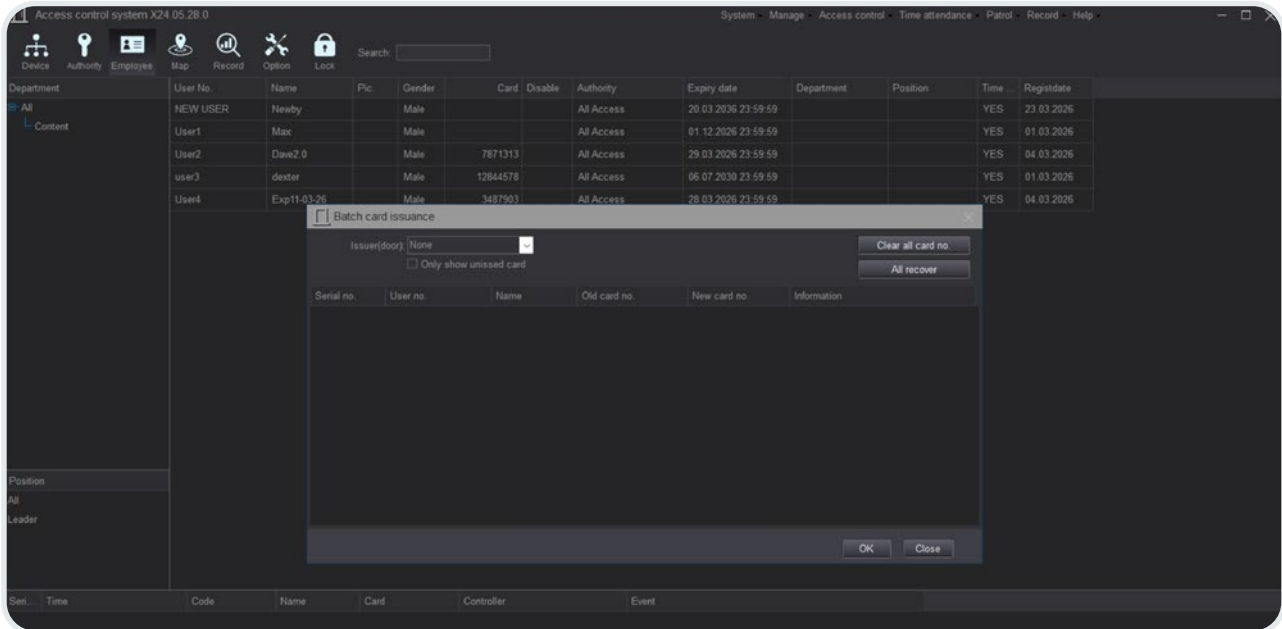 Access control system X24.05.28.0
System Manage Access control Time attendance Patrol Record Help
Device Authority Employee Map Record Option Lock Search:
Department User No. Name Pic. Gender Card Disable Authority Expiry date Department Position Time ... Registdate
All NEW USER Newby Male All Access 20.03.2036 23:59:59 YES 23.03.2026
Content
User1 Max Male All Access 01.12.2026 23:59:59 YES 01.03.2026
User2 Dave2.0 Male 7871313 All Access 29.03.2026 23:59:59 YES 04.03.2026
user3 dexter Male 12844578 All Access 06.07.2030 23:59:59 YES 01.03.2026
User4 Exp11-03-26 Male 3487903 All Access 28.03.2026 23:59:59 YES 04.03.2026
Batch card issuance
Issuer(door): None Clear all card no.
Only show unissed card
All recover
Serial no. User no. Name Old card no. New card no. Information
Position
All
Leader
OK Close
Seri... Time Code Name Card Controller Event